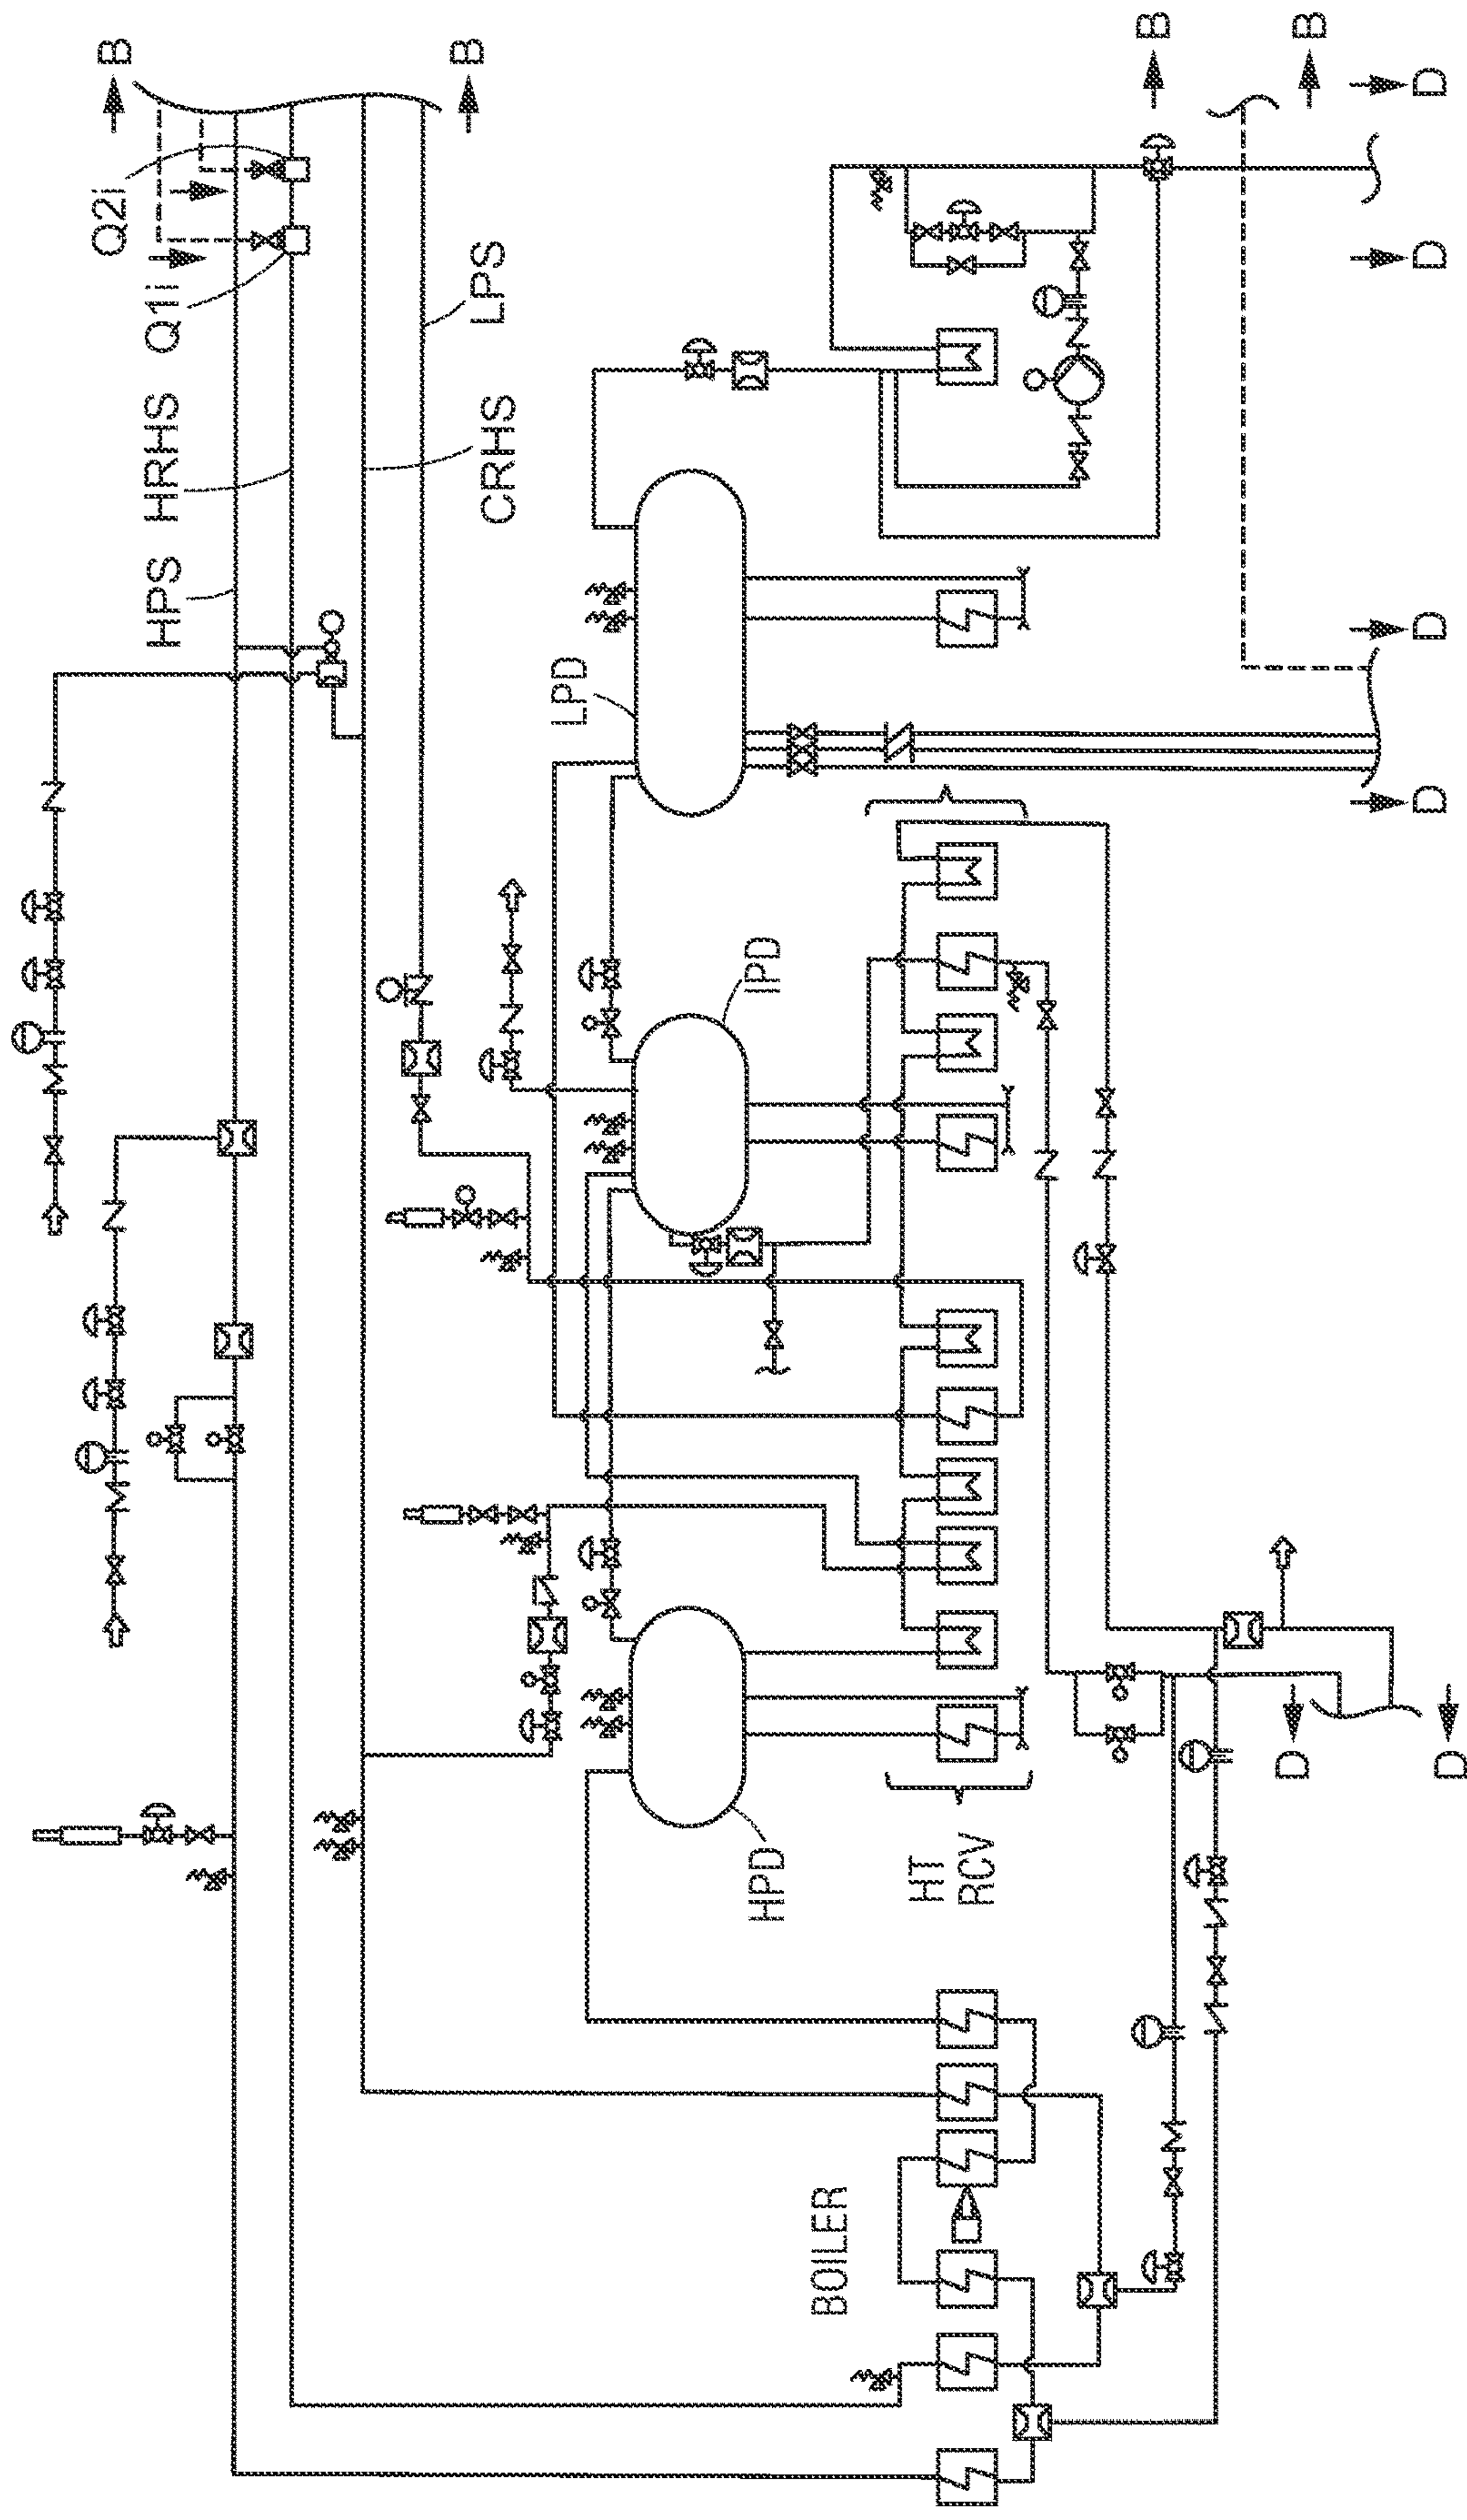 B
B
Q2i
Q1i
HRHS
HPS
LPS
CRHS
B
B
D
D
D
D
LPD
IPD
HPD
HT
RCV
BOILER
D
D